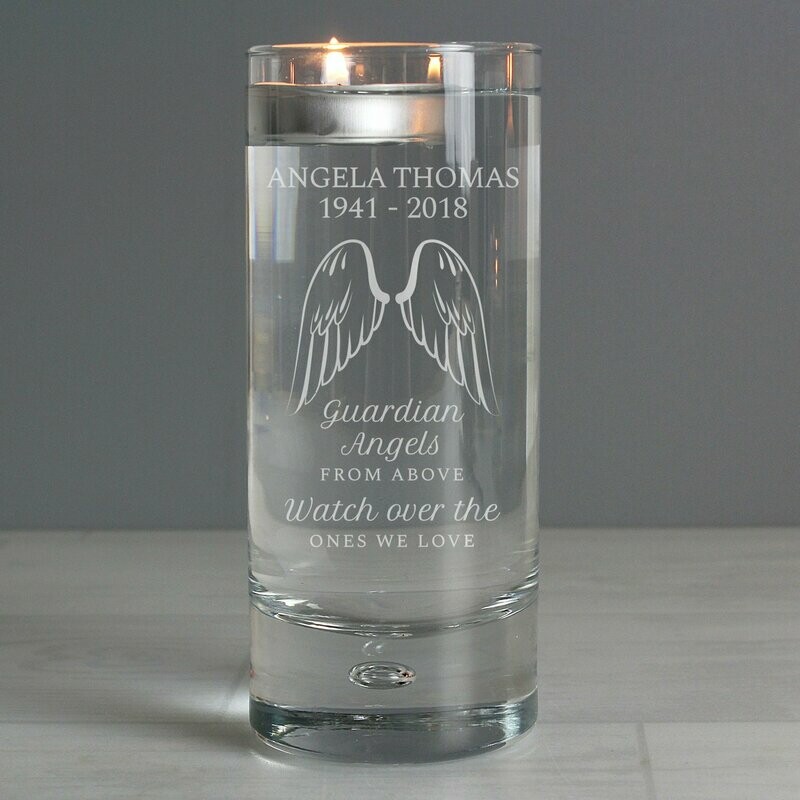 ANGELA THOMAS
1941 - 2018
Guardian
Angels
FROM ABOVE
Watch over the
ONES WE LOVE